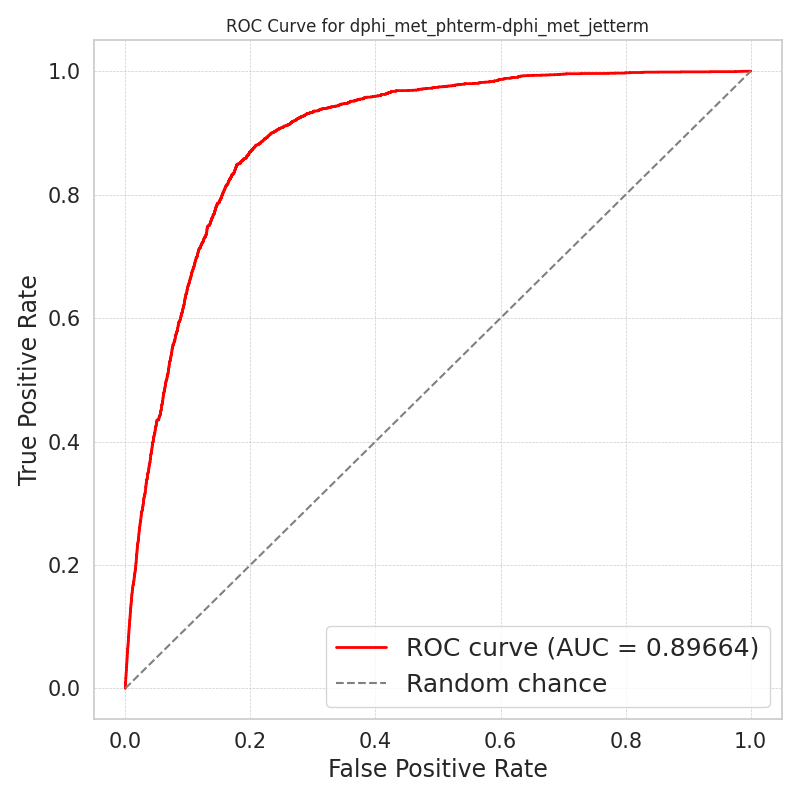 ROC Curve for dphi_met_phterm-dphi_met_jetterm
1.0
0.8
0.6
0.4
0.2
0.0
True Positive Rate
ROC curve (AUC = 0.89664)
Random chance
0.0 0.2 0.4 0.6 0.8 1.0
False Positive Rate